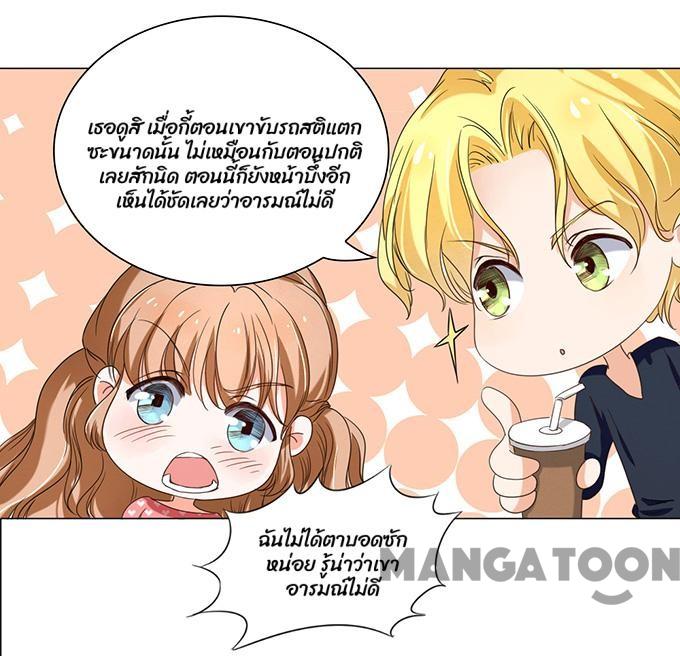 เธอดูสิ เมื่อกี้ตอนเขาขับรถสติแตก
ซะขนาดนั้น ไม่เหมือนกับตอนปกติ
เลยสักนิด ตอนนี้ก็ยังหน้าบึ้งอีก
เห็นได้ชัดเลยว่าอารมณ์ไม่ดี
ฉันไม่ได้ตาบอดซัก
หน่อย รู้น่าว่าเขา
อารมณ์ไม่ดี
MANGATOON